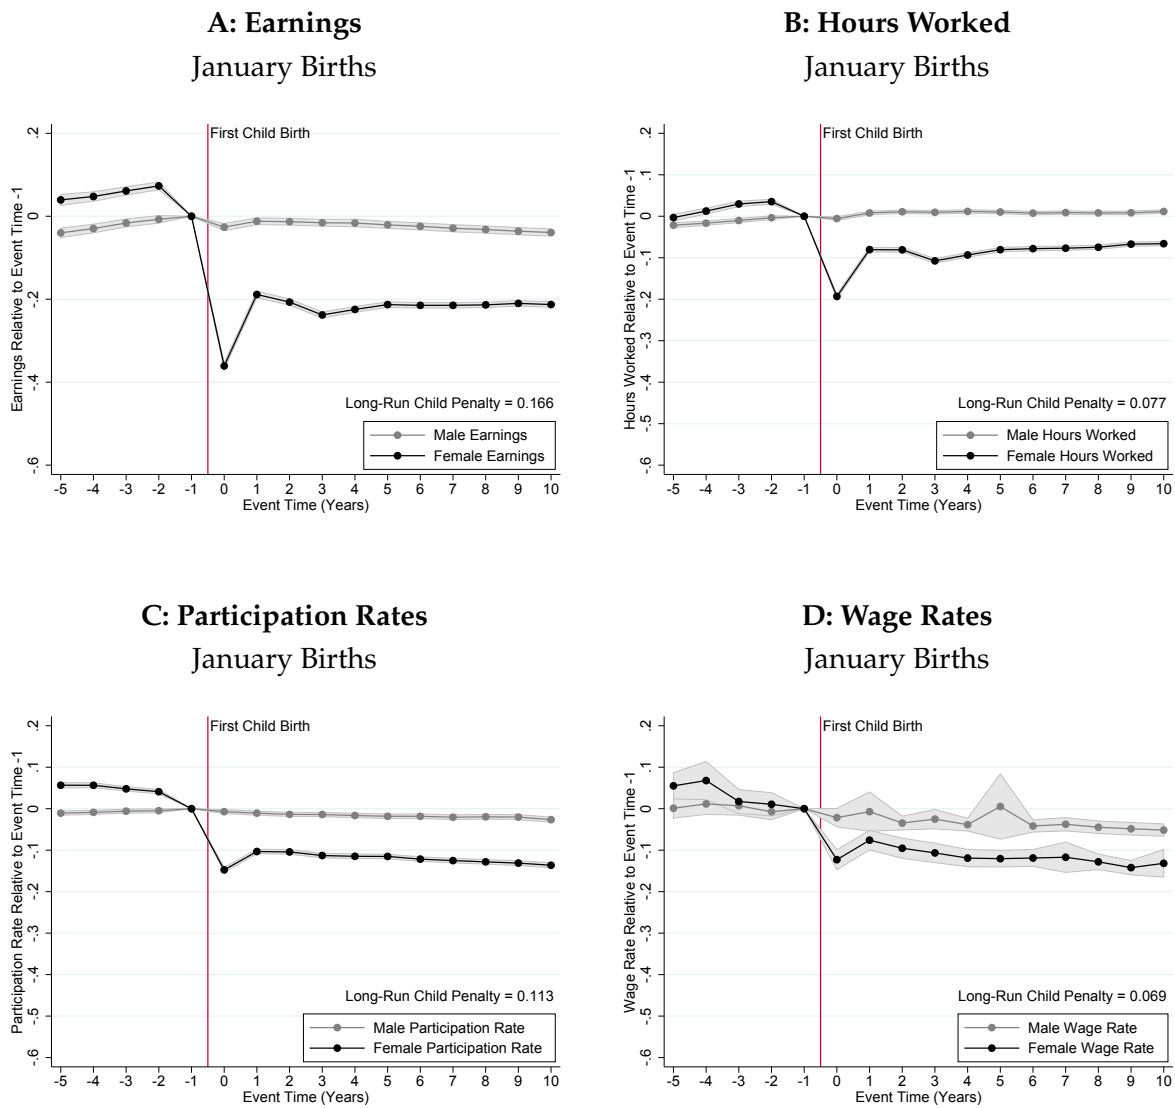 A: Earnings
January Births
Earnings Relative to Event Time -1
.2
0
-.2
-.4
-.6
First Child Birth
Long-Run Child Penalty = 0.166
Male Earnings
Female Earnings
-5 -4 -3 -2 -1 0 1 2 3 4 5 6 7 8 9 10
Event Time (Years)
B: Hours Worked
January Births
Hours Worked Relative to Event Time -1
.2
.1
0
-.1
-.2
-.3
-.4
-.5
-.6
First Child Birth
Long-Run Child Penalty = 0.077
Male Hours Worked
Female Hours Worked
-5 -4 -3 -2 -1 0 1 2 3 4 5 6 7 8 9 10
Event Time (Years)
C: Participation Rates
January Births
Participation Rate Relative to Event Time -1
.2
.1
0
-.1
-.2
-.3
-.4
-.5
-.6
First Child Birth
Long-Run Child Penalty = 0.113
Male Participation Rate
Female Participation Rate
-5 -4 -3 -2 -1 0 1 2 3 4 5 6 7 8 9 10
Event Time (Years)
D: Wage Rates
January Births
Wage Rate Relative to Event Time -1
.2
.1
0
-.1
-.2
-.3
-.4
-.5
-.6
First Child Birth
Long-Run Child Penalty = 0.069
Male Wage Rate
Female Wage Rate
-5 -4 -3 -2 -1 0 1 2 3 4 5 6 7 8 9 10
Event Time (Years)